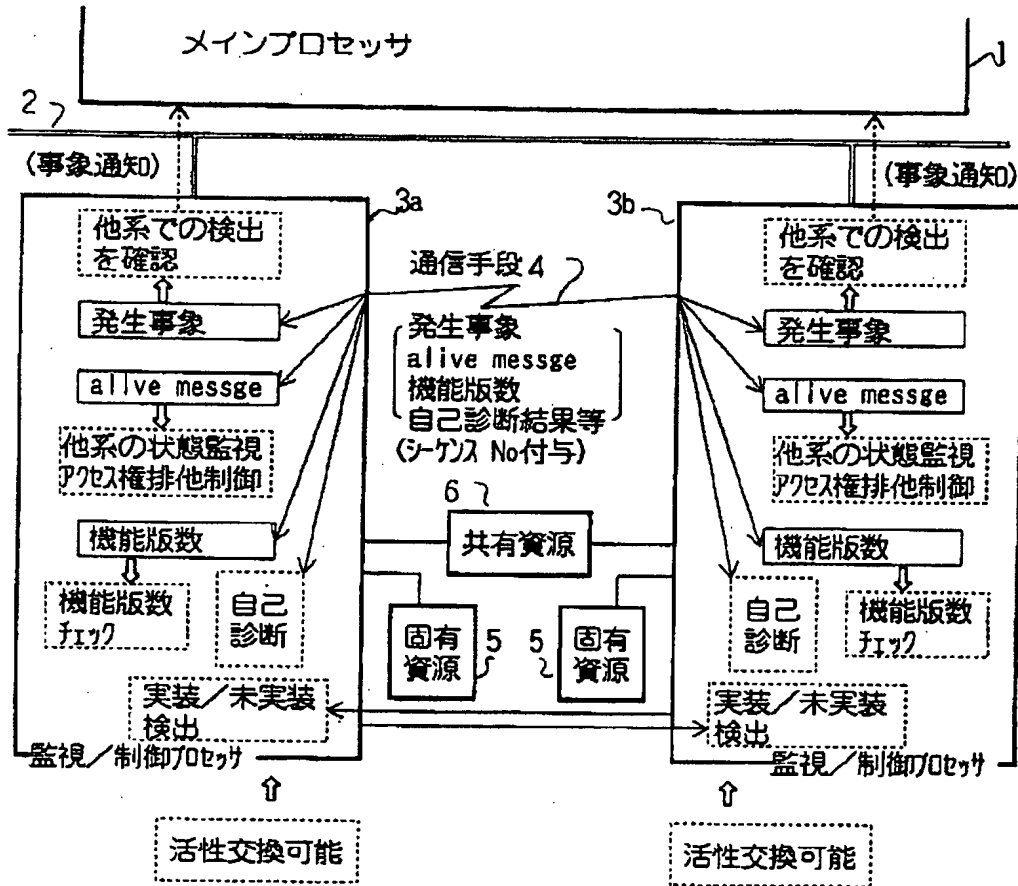 メインプロセッサ
1
2
(事象通知)
(事象通知)
3a
3b
他系での検出
を確認
発生事象
alive messge
他系の状態監視
アクセス権排他制御
機能版数
機能版数
チェック
自己
診断
実装/未実装
検出
監視/制御プロセッサ
活性交換可能
通信手段4
発生事象
alive messge
機能版数
自己診断結果等
(シーケンス No付与)
6
共有資源
固有
資源
5
5
固有
資源
他系での検出
を確認
発生事象
alive messge
他系の状態監視
アクセス権排他制御
機能版数
自己
診断
機能版数
チェック
実装/未実装
検出
監視/制御プロセッサ
活性交換可能